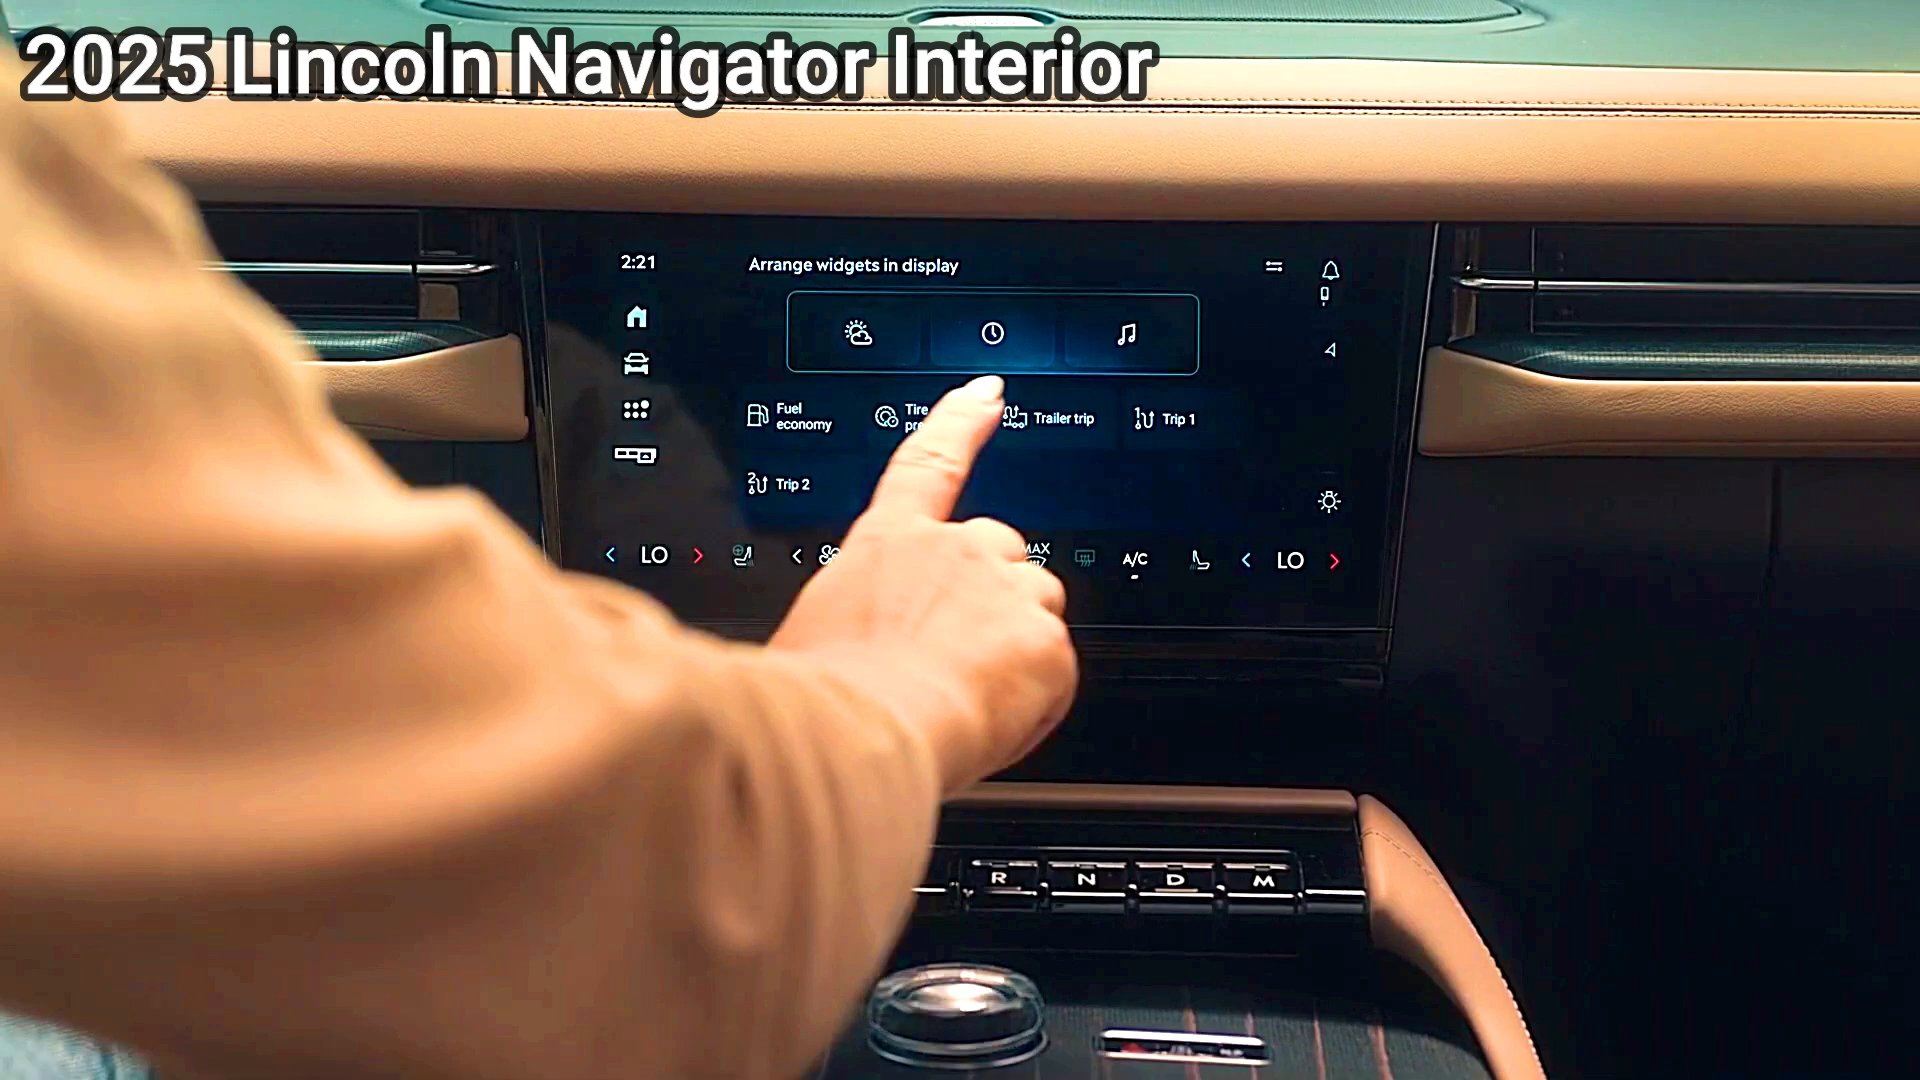 2025 Lincoln Navigator Interior
2:21
Arrange widgets in display
Fuel
economy
Tire
Trailer trip
Trip 1
Trip 2
LO
MAX
A/C
LO
R N D M